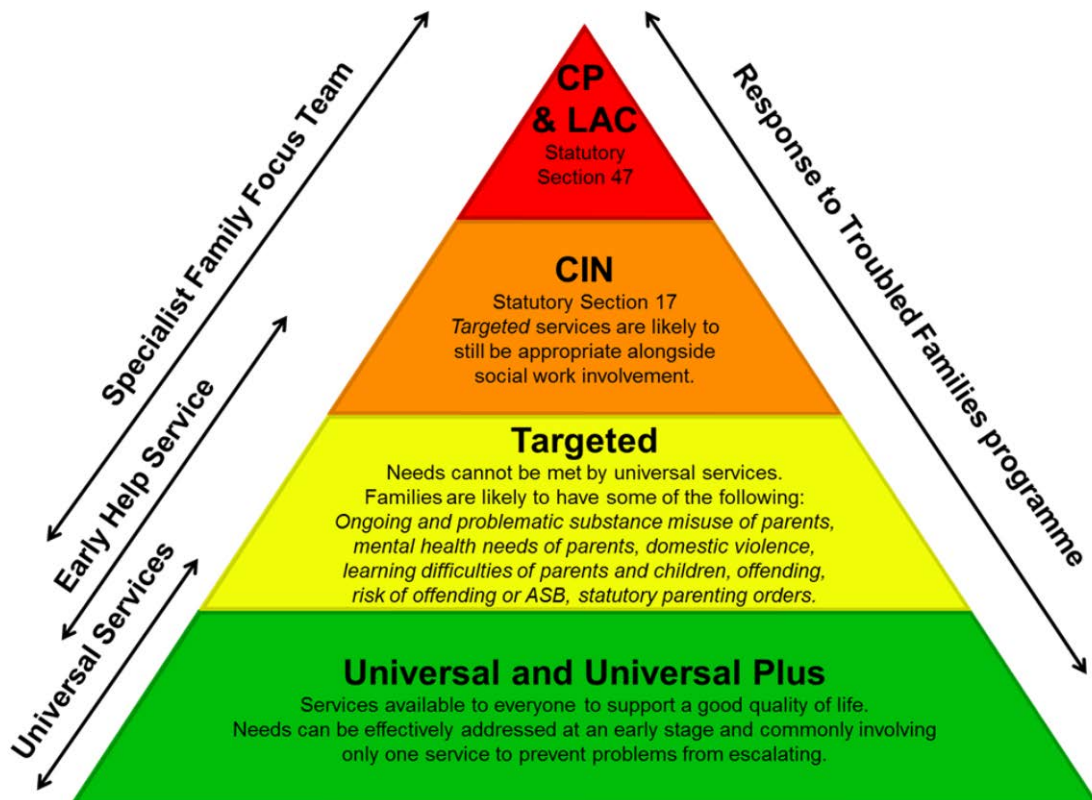 CP
& LAC
Statutory
Section 47
CIN
Statutory Section 17
Targeted services are likely to
still be appropriate alongside
social work involvement.
Targeted
Needs cannot be met by universal services.
Families are likely to have some of the following:
Ongoing and problematic substance misuse of parents,
mental health needs of parents, domestic violence,
learning difficulties of parents and children, offending,
risk of offending or ASB, statutory parenting orders.
Universal and Universal Plus
Services available to everyone to support a good quality of life.
Needs can be effectively addressed at an early stage and commonly involving
only one service to prevent problems from escalating.
Specialist Family Focus Team
Early Help Service
Universal Services
Response to Troubled Families programme